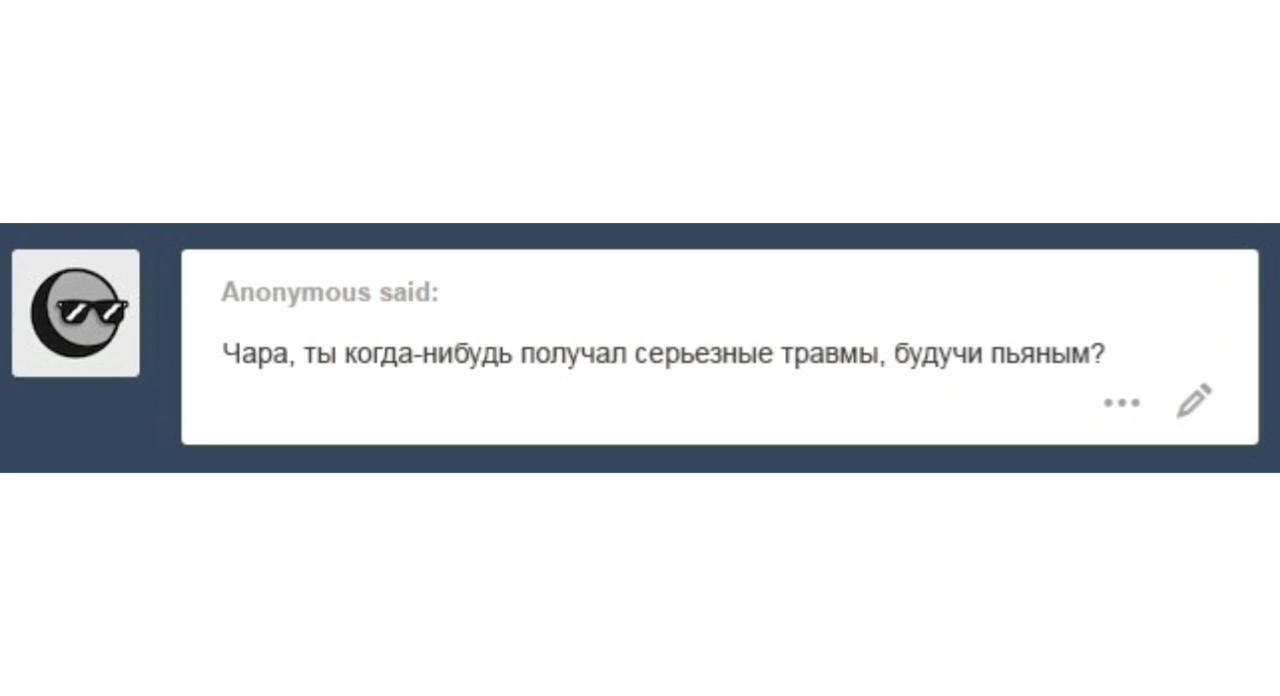 Anonymous said:
Чара, ты когда-нибудь получал серьезные травмы, будучи пьяным?